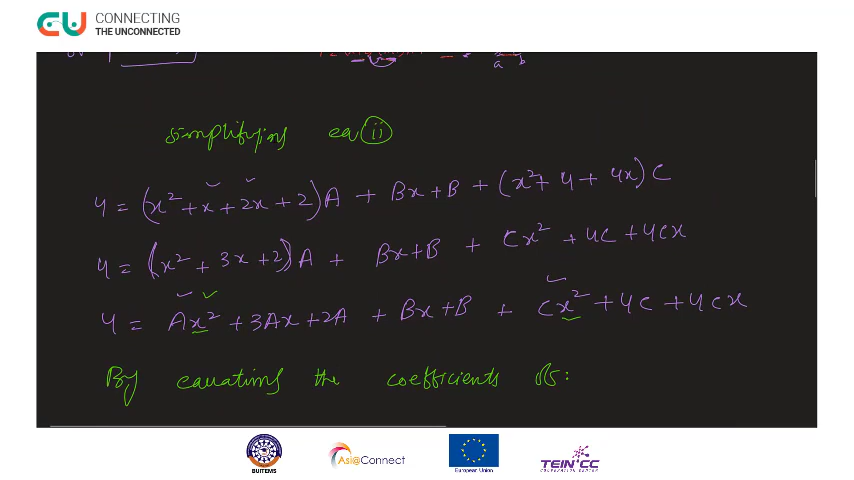 CONNECTING
THE UNCONNECTED
a b
Simplifying eq (ii)
4 = (x² + x + 2x + 2) A + Bx + B + (x² + 4 + 4x) C
4 = (x² + 3x + 2) A + Bx + B + Cx² + 4C + 4Cx
4 = Ax² + 3Ax + 2A + Bx + B + Cx² + 4C + 4Cx
By equating the coefficients of:
BUITEMS
Asi@Connect
European Union
TEIN*CC